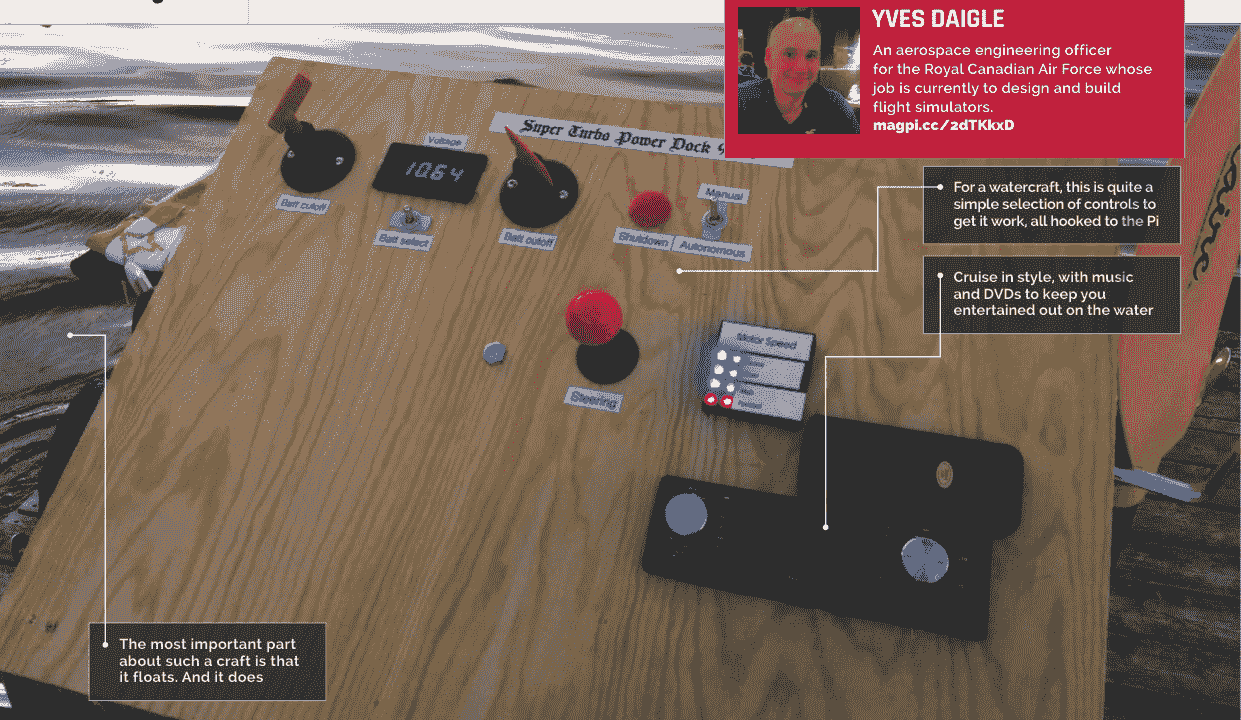 YVES DAIGLE
An aerospace engineering officer
for the Royal Canadian Air Force whose
job is currently to design and build
flight simulators.
magpi.cc/2dTKkxD
Super Turbo Power Dock
Voltage
10.64
Batt cutoff
Batt select
Batt cutoff
Manual
Shutdown
Autonomous
For a watercraft, this is quite a
simple selection of controls to
get it work, all hooked to the Pi
Cruise in style, with music
and DVDs to keep you
entertained out on the water
Motor Speed
Steering
The most important part
about such a craft is that
it floats. And it does